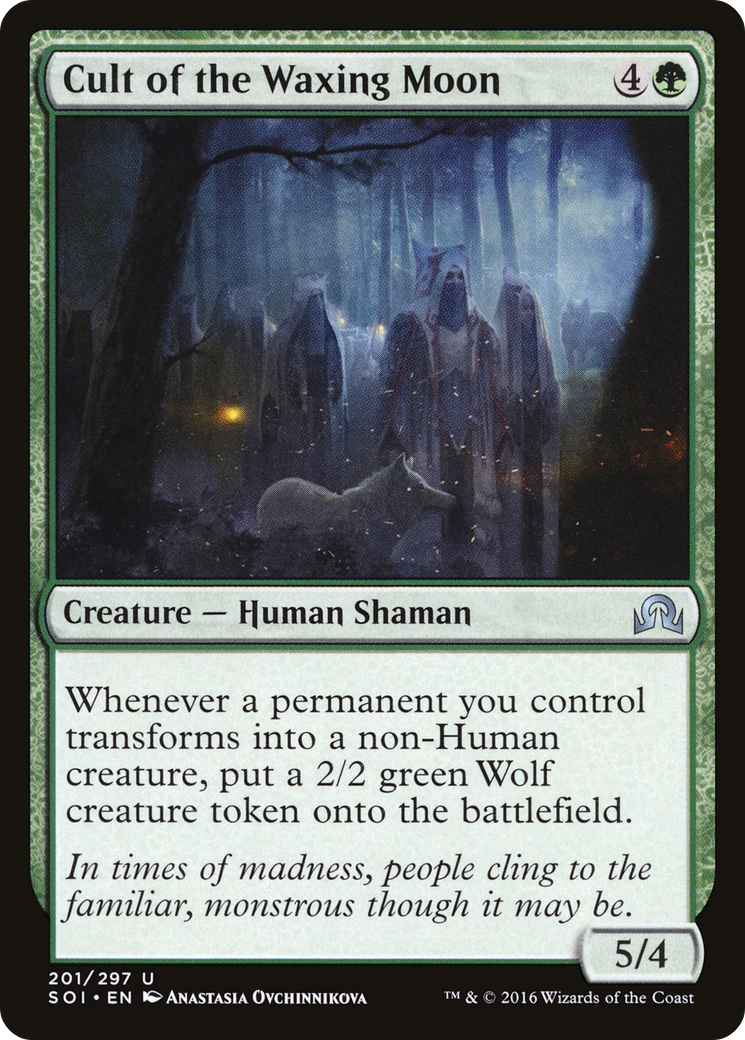 Cult of the Waxing Moon 4
Creature — Human Shaman
Whenever a permanent you control
transforms into a non-Human
creature, put a 2/2 green Wolf
creature token onto the battlefield.
In times of madness, people cling to the
familiar, monstrous though it may be.
5/4
201/297 U
SOI • EN Anastasia Ovchinnikova
™ & © 2016 Wizards of the Coast